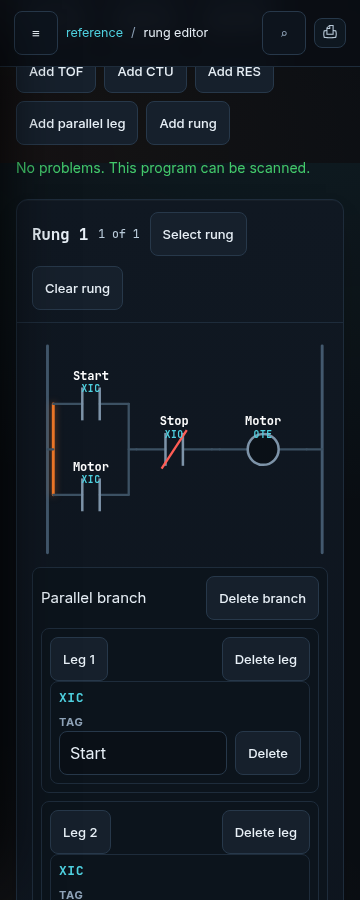 ≡ reference / rung editor
Add TOF Add CTU Add RES
Add parallel leg Add rung
No problems. This program can be scanned.
Rung 1 1 of 1 Select rung
Clear rung
Start
XIC
Stop Motor
XIO OTE
Motor
XIC
Parallel branch Delete branch
Leg 1 Delete leg
XIC
TAG
Start Delete
Leg 2 Delete leg
XIC
TAG